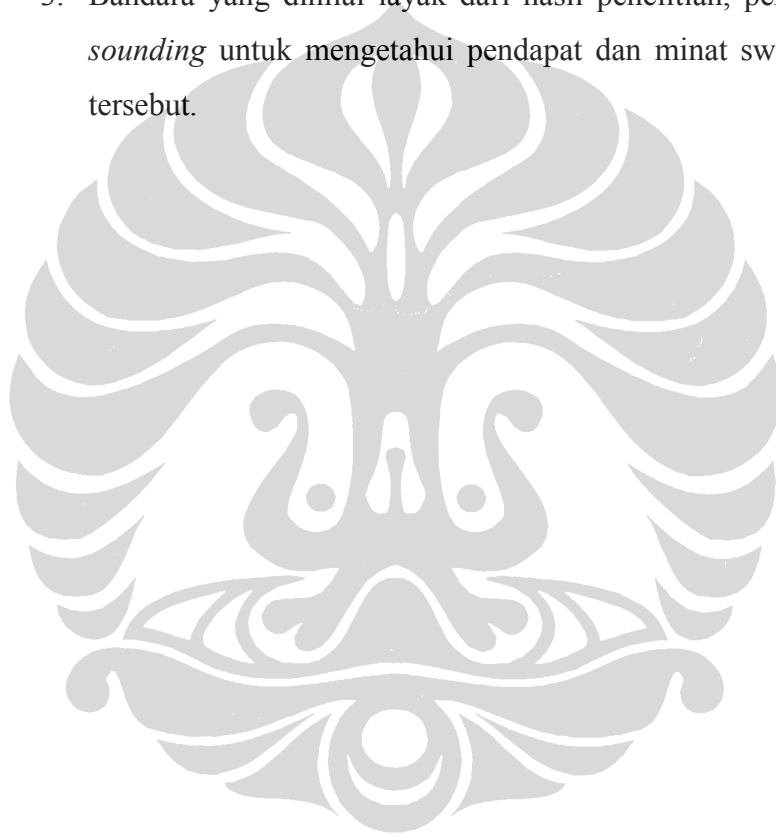 Bandara yang dinilai layak dari hasil penelitian,
sounding untuk mengetahui pendapat dan minat
tersebut.